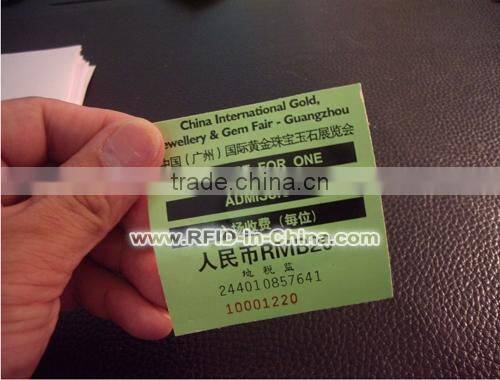 China International Gold,
Jewellery & Gem Fair - Guangzhou
中国（广州）国际黄金珠宝玉石展览会
FOR ONE
trade.china.cn
ADMISSION
场收费（每位）
www.RFID-in-China.com
人民币RMB20
地税监
244010857641
10001220